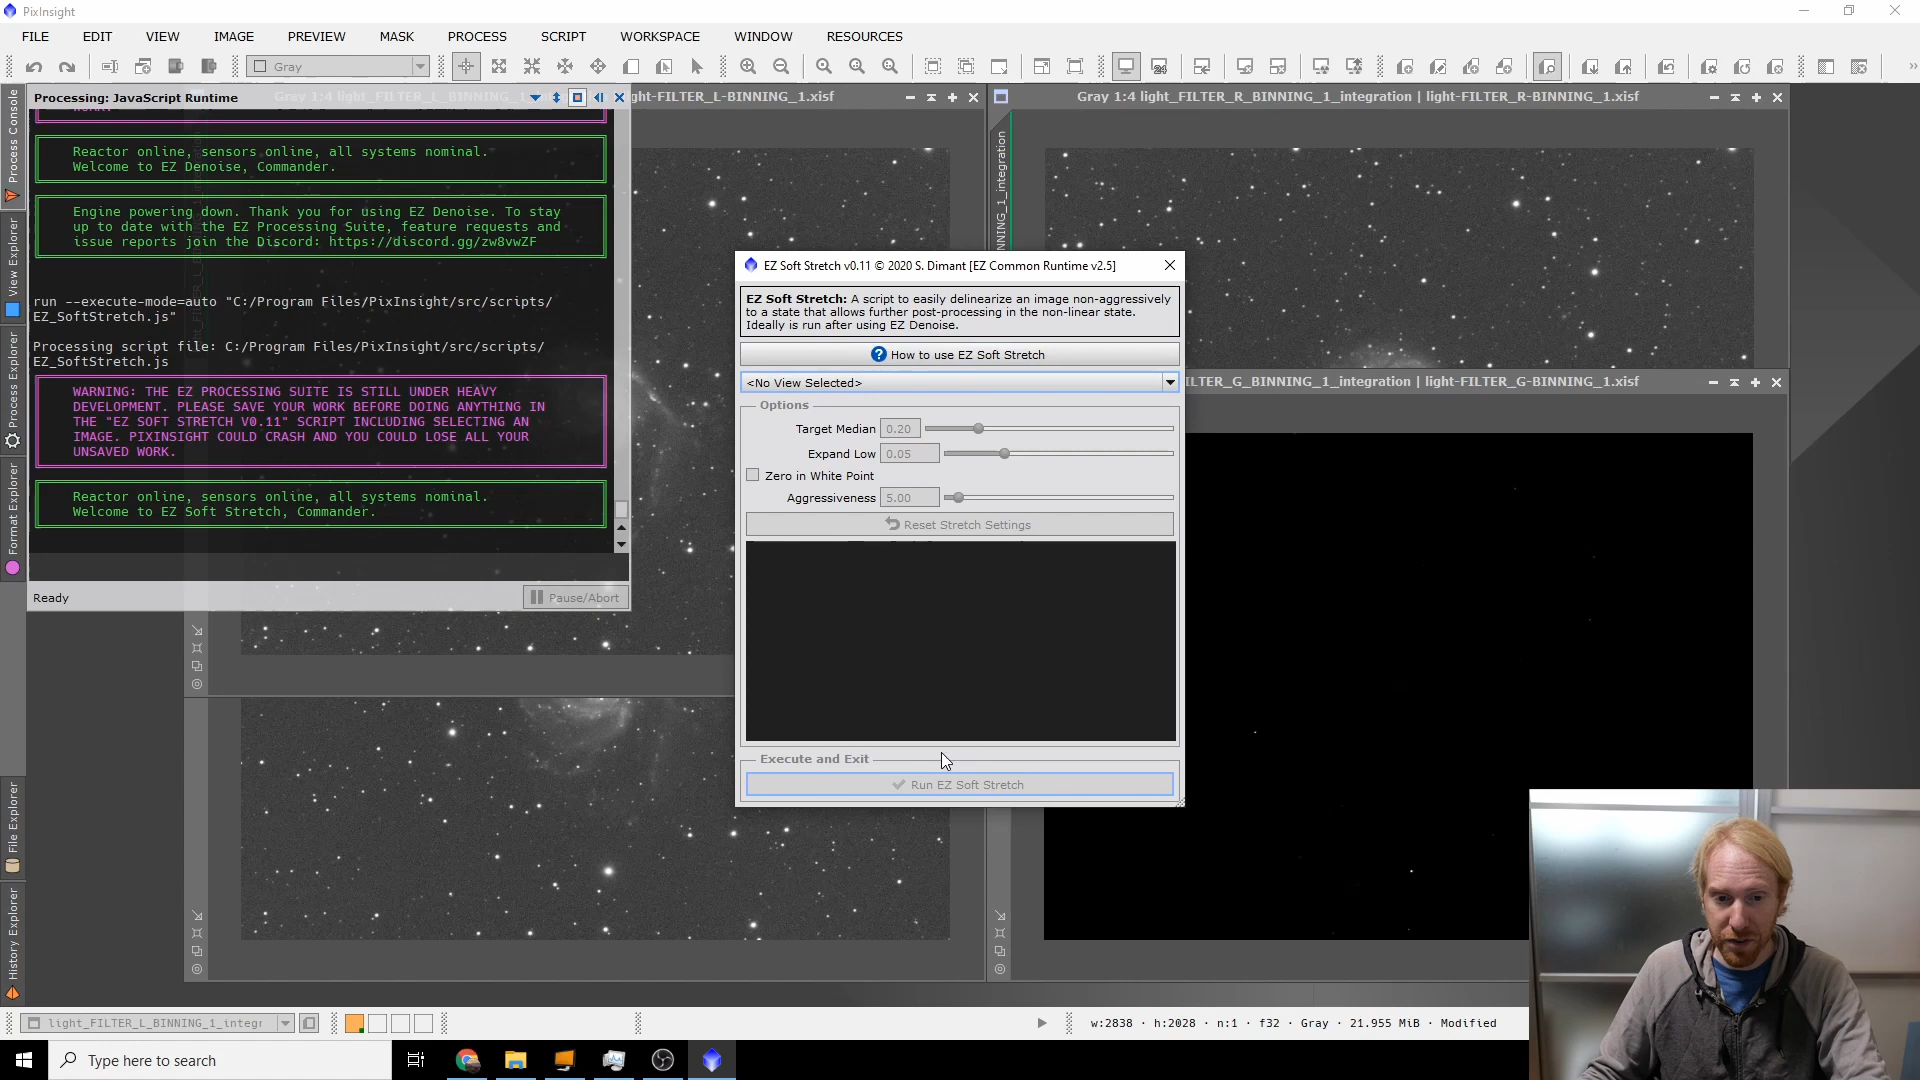 PixInsight
FILE EDIT VIEW IMAGE PREVIEW MASK PROCESS SCRIPT WORKSPACE WINDOW RESOURCES
Gray
Processing: JavaScript Runtime
Reactor online, sensors online, all systems nominal.
Welcome to EZ Denoise, Commander.
Engine powering down. Thank you for using EZ Denoise. To stay
up to date with the EZ Processing Suite, feature requests and
issue reports join the Discord: https://discord.gg/zw8vwZF
run --execute-mode=auto "C:/Program Files/PixInsight/src/scripts/
EZ_SoftStretch.js"
Processing script file: C:/Program Files/PixInsight/src/scripts/
EZ_SoftStretch.js
WARNING: THE EZ PROCESSING SUITE IS STILL UNDER HEAVY
DEVELOPMENT. PLEASE SAVE YOUR WORK BEFORE DOING ANYTHING IN
THE "EZ SOFT STRETCH V0.11" SCRIPT INCLUDING SELECTING AN
IMAGE. PIXINSIGHT COULD CRASH AND YOU COULD LOSE ALL YOUR
UNSAVED WORK.
Reactor online, sensors online, all systems nominal.
Welcome to EZ Soft Stretch, Commander.
Ready
Pause/Abort
Process Console
View Explorer
Process Explorer
Format Explorer
File Explorer
History Explorer
ght-FILTER_L-BINNING_1.xisf
Gray 1:4 light_FILTER_R_BINNING_1_integration | light-FILTER_R-BINNING_1.xisf
NNING_1_integration
ILTER_G_BINNING_1_integration | light-FILTER_G-BINNING_1.xisf
EZ Soft Stretch v0.11 © 2020 S. Dimant [EZ Common Runtime v2.5]
EZ Soft Stretch: A script to easily delinearize an image non-aggressively
to a state that allows further post-processing in the non-linear state.
Ideally is run after using EZ Denoise.
How to use EZ Soft Stretch
<No View Selected>
Options
Target Median 0.20
Expand Low 0.05
Zero in White Point
Aggressiveness 5.00
Reset Stretch Settings
Execute and Exit
Run EZ Soft Stretch
light_FILTER_L_BINNING_1_integr
w:2838 · h:2028 · n:1 · f32 · Gray · 21.955 MiB · Modified
Type here to search